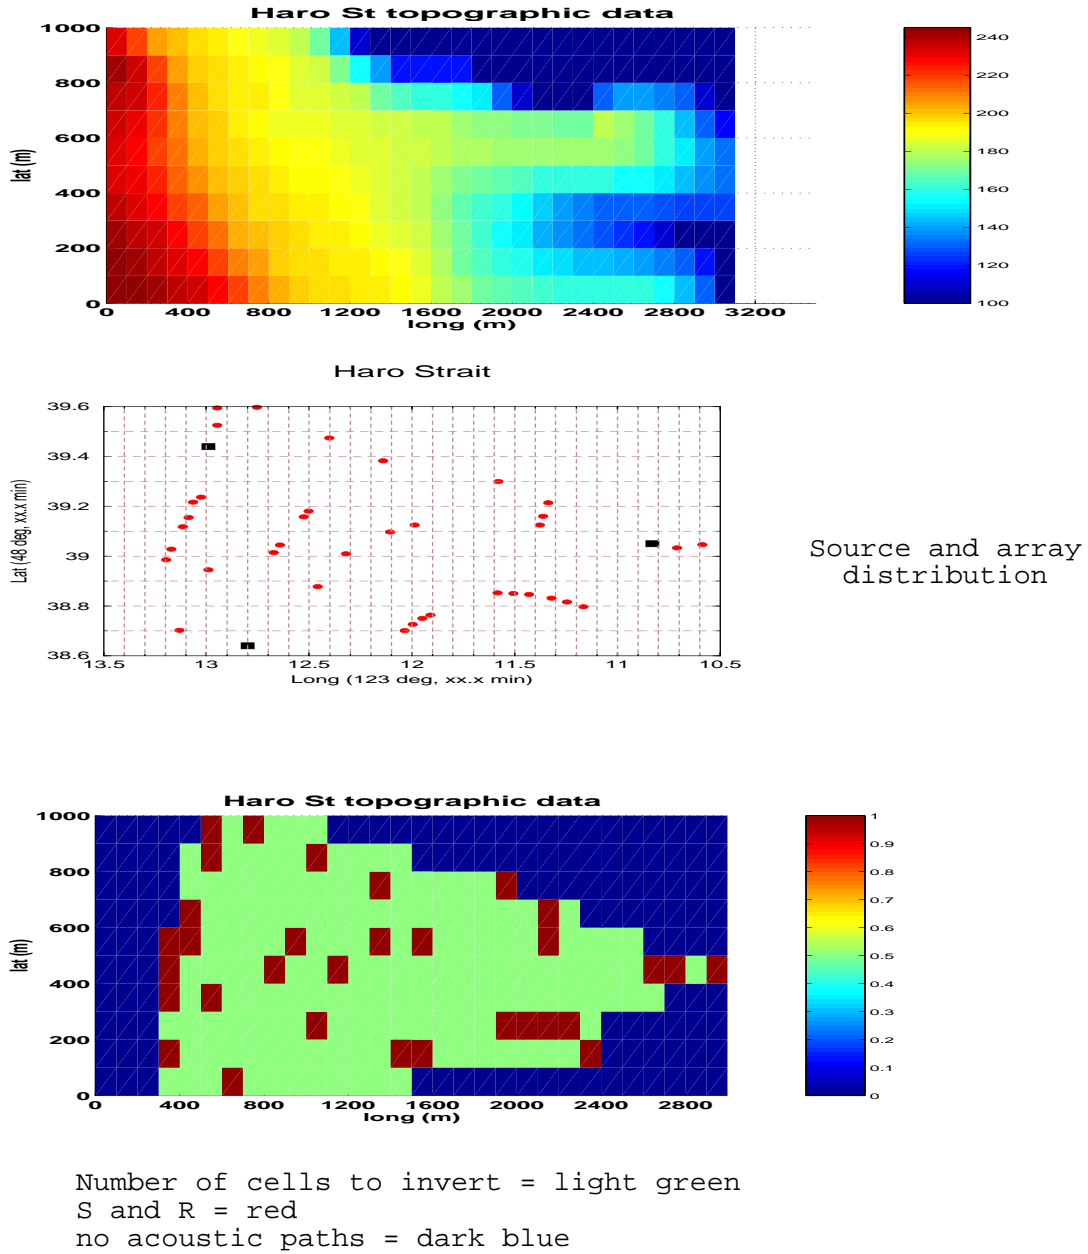 Haro St topographic data
1000
800
600
400
200
0
lat (m)
0 400 800 1200 1600 2000 2400 2800 3200
long (m)
240
220
200
180
160
140
120
100
Haro Strait
39.6
39.4
39.2
39
38.8
38.6
Lat (48 deg, xx.x min)
13.5 13 12.5 12 11.5 11 10.5
Long (123 deg, xx.x min)
Source and array
distribution
Haro St topographic data
1000
800
600
400
200
0
lat (m)
0 400 800 1200 1600 2000 2400 2800
long (m)
1
0.9
0.8
0.7
0.6
0.5
0.4
0.3
0.2
0.1
0
Number of cells to invert = light green
S and R = red
no acoustic paths = dark blue